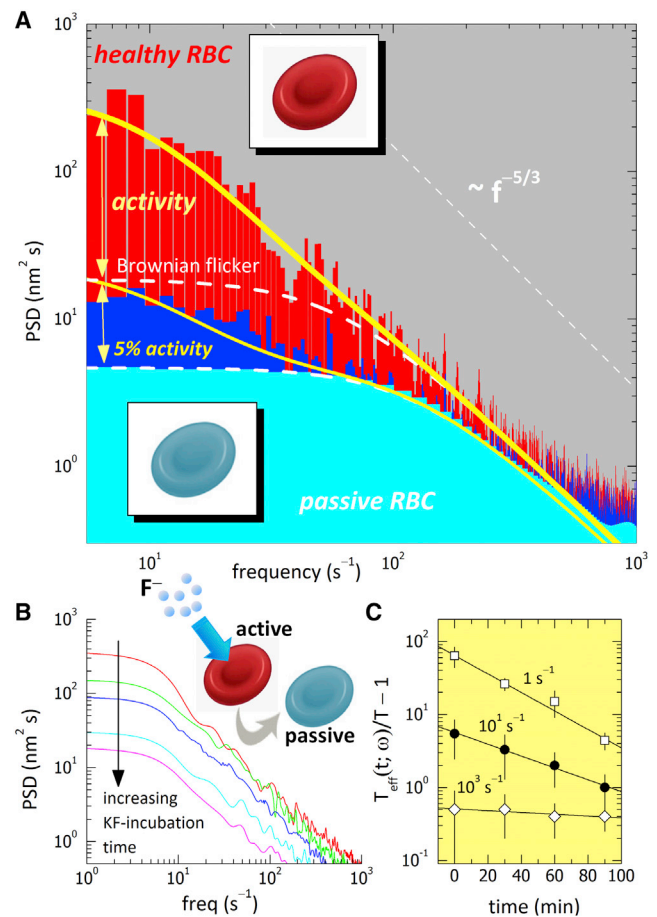 A
10³
10²
10¹
10⁰
PSD (nm² s)
healthy RBC
~ f⁻⁵ᐟ³
activity
Brownian flicker
5% activity
passive RBC
10¹
10²
10³
frequency (s⁻¹)
B
F⁻
active
passive
10³
10²
10¹
10⁰
PSD (nm² s)
increasing
KF-incubation
time
10⁰
10¹
10²
10³
freq (s⁻¹)
C
10²
10¹
10⁰
10⁻¹
T_eff(t; ω)/T − 1
1 s⁻¹
10¹ s⁻¹
10³ s⁻¹
0
20
40
60
80
100
time (min)